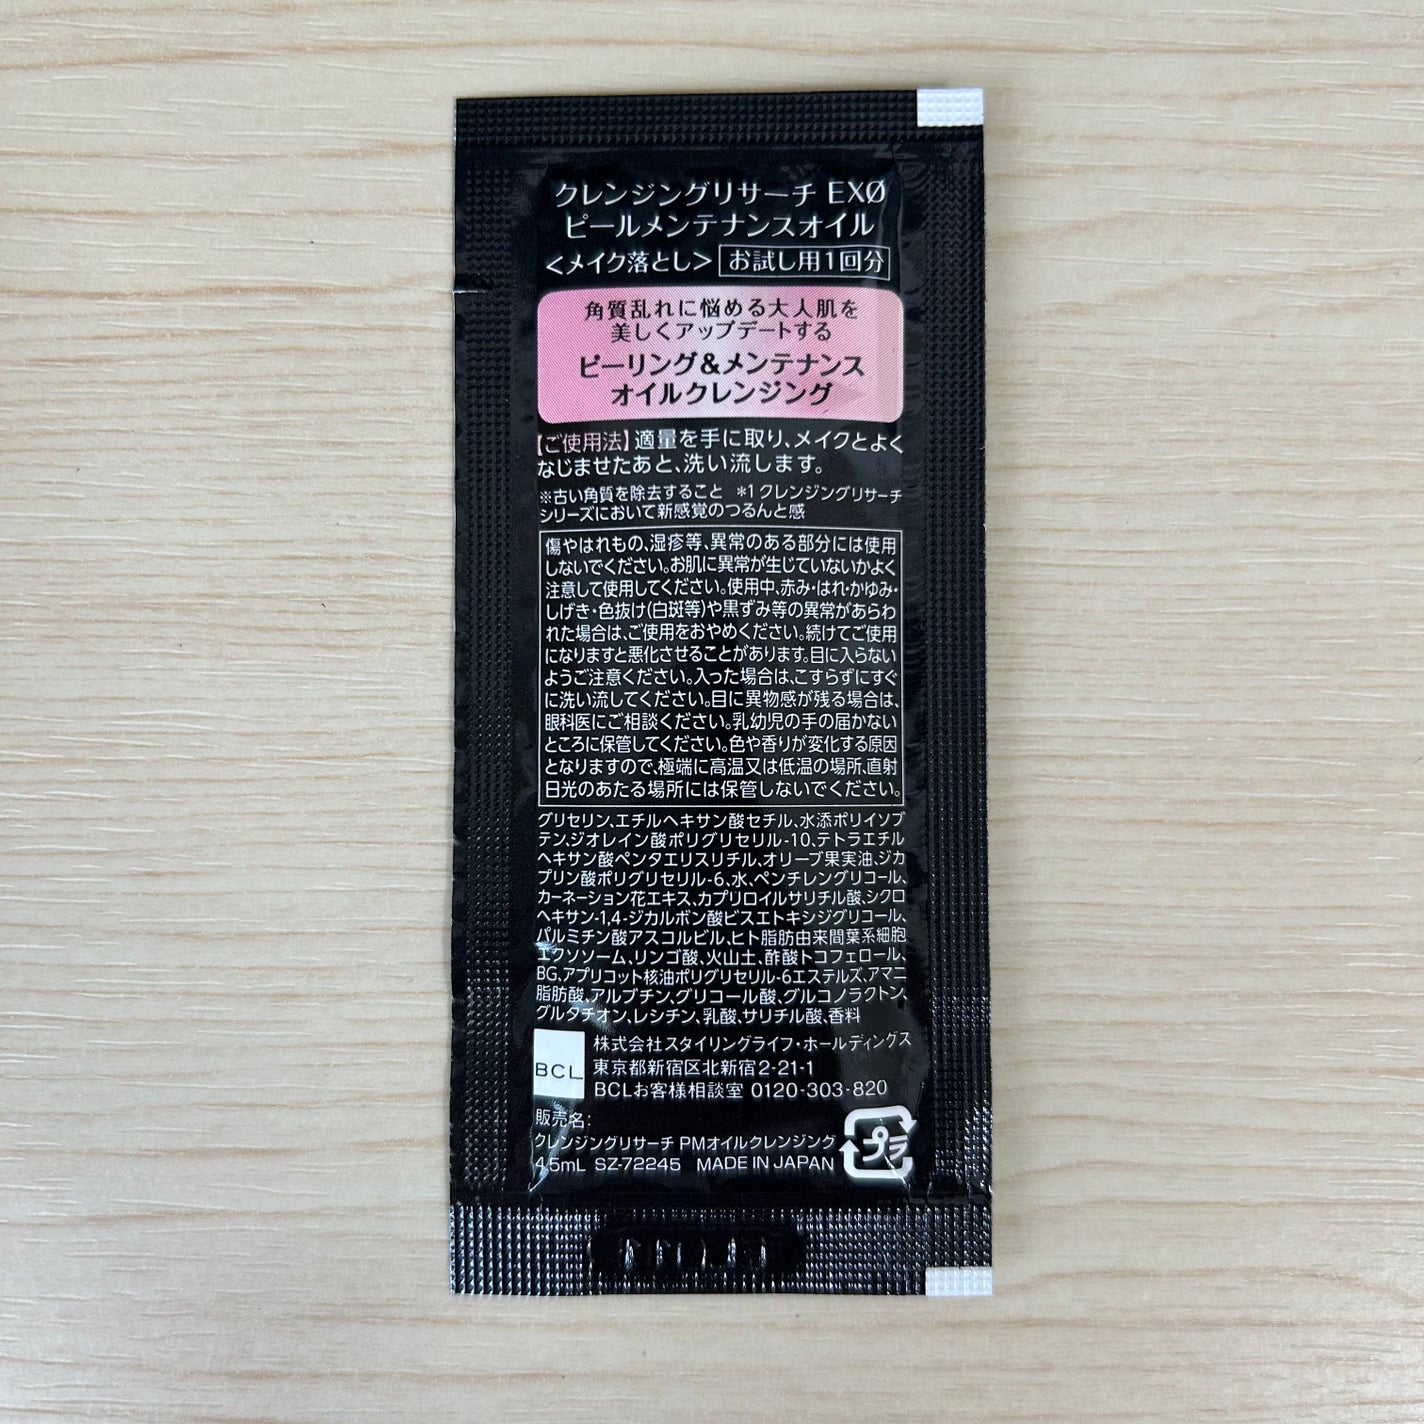 クレンジングリサーチ EXØ
ピールメンテナンスオイル
<メイク落とし> お試し用1回分
角質乱れに悩める大人肌を
美しくアップデートする
ピーリング&メンテナンス
オイルクレンジング
【ご使用法】適量を手に取り、メイクとよく
なじませたあと、洗い流します。
※古い角質を除去すること *1 クレンジングリサーチ
シリーズにおいて新感覚のつるんと感
傷やはれもの、湿疹等、異常のある部分には使用
しないでください。お肌に異常が生じていないかよく
注意して使用してください。使用中、赤み・はれ・かゆみ・
しげき・色抜け(白斑等)や黒ずみ等の異常があらわ
れた場合は、ご使用をおやめください。続けてご使用
になりますと悪化させることがあります。目に入らない
ようご注意ください。入った場合は、こすらずにすぐ
に洗い流してください。目に異物感が残る場合は、
眼科医にご相談ください。乳幼児の手の届かない
ところに保管してください。色や香りが変化する原因
となりますので、極端に高温又は低温の場所、直射
日光のあたる場所には保管しないでください。
グリセリン、エチルヘキサン酸セチル、水添ポリイソブ
テン、ジオレイン酸ポリグリセリル-10、テトラエチル
ヘキサン酸ペンタエリスリチル、オリーブ果実油、ジカ
プリン酸ポリグリセリル-6、水、ペンチレングリコール、
カーネーション花エキス、カプリロイルサリチル酸、シクロ
ヘキサン-1,4-ジカルボン酸ビスエトキシジグリコール、
パルミチン酸アスコルビル、ヒト脂肪由来間葉系細胞
エクソソーム、リンゴ酸、火山土、酢酸トコフェロール、
BG、アプリコット核油ポリグリセリル-6エステルズ、アマニ
脂肪酸、アルブチン、グリコール酸、グルコノラクトン、
グルタチオン、レシチン、乳酸、サリチル酸、香料
BCL
株式会社スタイリングライフ・ホールディングス
東京都新宿区北新宿2-21-1
BCLお客様相談室 0120-303-820
販売名:
クレンジングリサーチ PMオイルクレンジング
4.5mL SZ-72245 MADE IN JAPAN
プラ